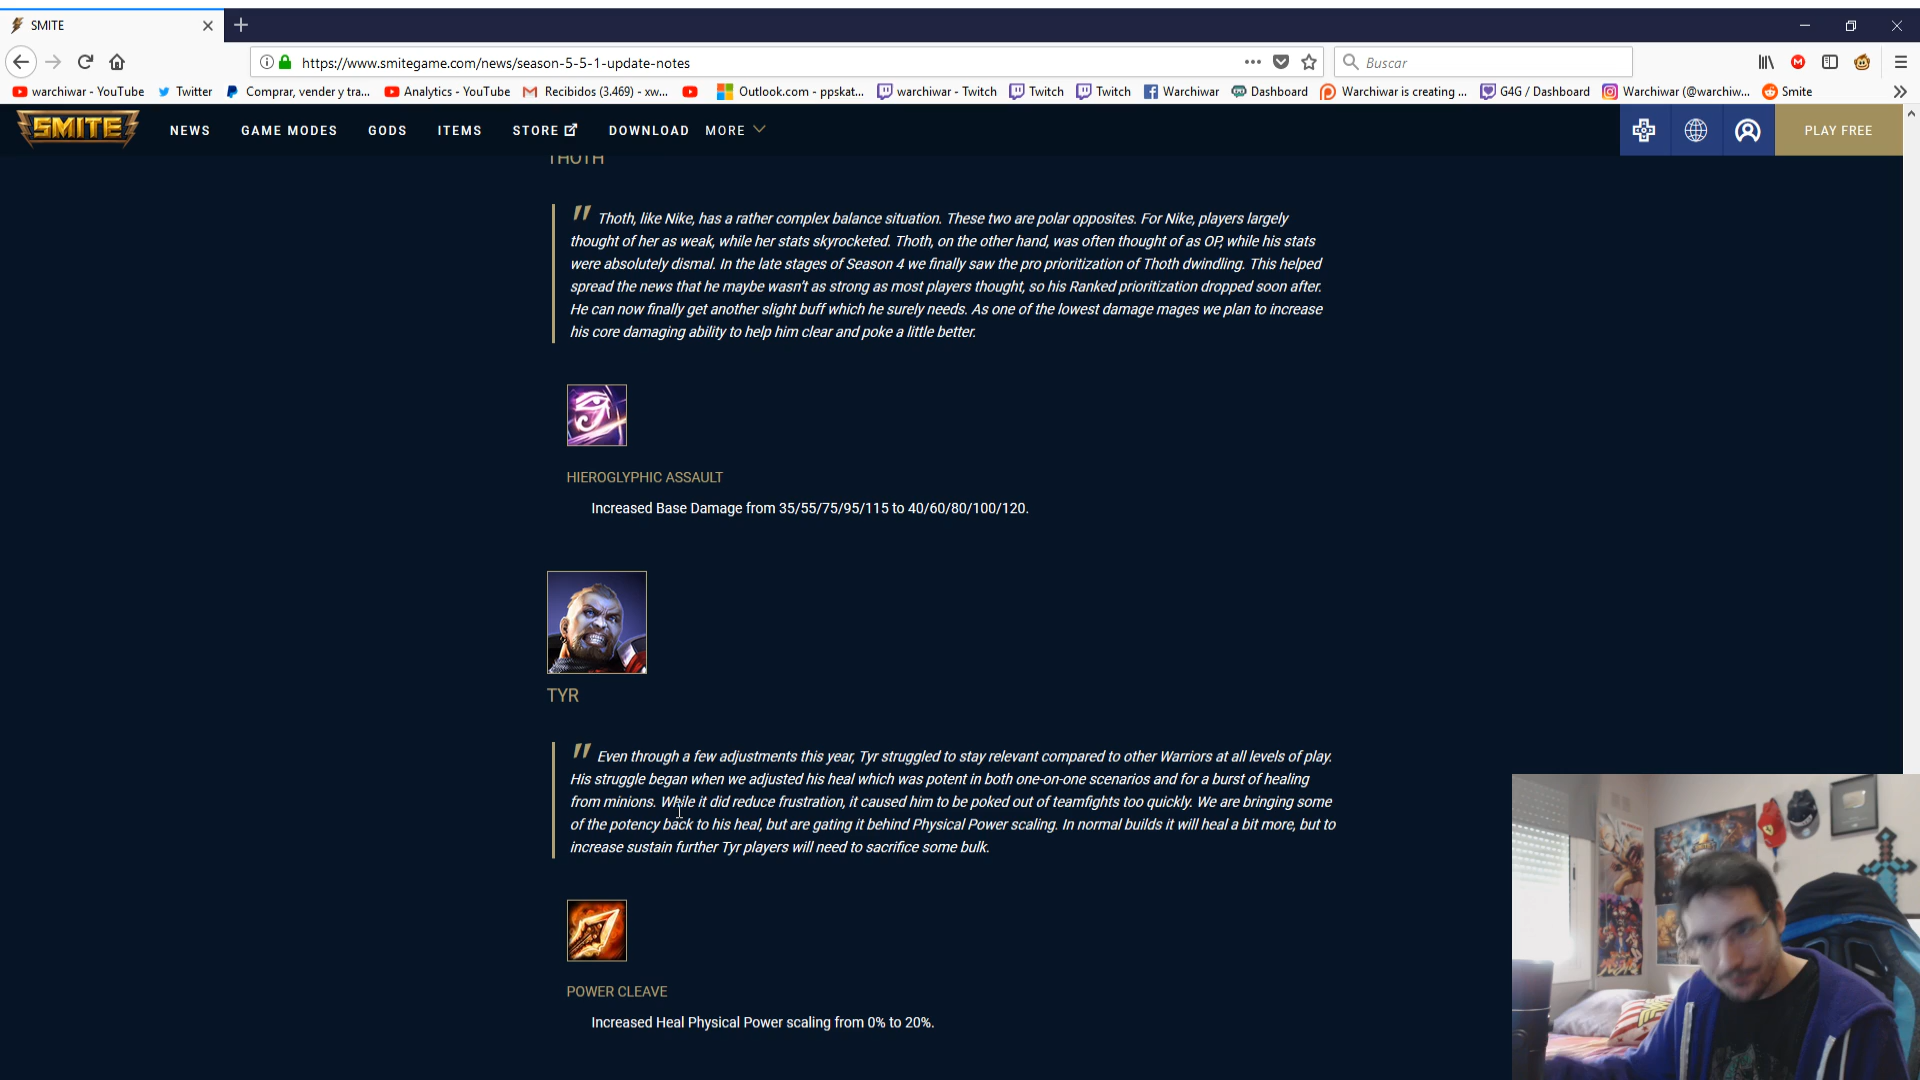 SMITE
https://www.smitegame.com/news/season-5-5-1-update-notes
Buscar
warchiwar - YouTube
Twitter
Comprar, vender y tra...
Analytics - YouTube
Recibidos (3.469) - xw...
Outlook.com - ppskat...
warchiwar - Twitch
Twitch
Twitch
Warchiwar
Dashboard
Warchiwar is creating ...
G4G / Dashboard
Warchiwar (@warchiw...
Smite
SMITE
NEWS
GAME MODES
GODS
ITEMS
STORE
DOWNLOAD
MORE
PLAY FREE
THOTH
" Thoth, like Nike, has a rather complex balance situation. These two are polar opposites. For Nike, players largely
thought of her as weak, while her stats skyrocketed. Thoth, on the other hand, was often thought of as OP, while his stats
were absolutely dismal. In the late stages of Season 4 we finally saw the pro prioritization of Thoth dwindling. This helped
spread the news that he maybe wasn't as strong as most players thought, so his Ranked prioritization dropped soon after.
He can now finally get another slight buff which he surely needs. As one of the lowest damage mages we plan to increase
his core damaging ability to help him clear and poke a little better.
HIEROGLYPHIC ASSAULT
Increased Base Damage from 35/55/75/95/115 to 40/60/80/100/120.
TYR
" Even through a few adjustments this year, Tyr struggled to stay relevant compared to other Warriors at all levels of play.
His struggle began when we adjusted his heal which was potent in both one-on-one scenarios and for a burst of healing
from minions. While it did reduce frustration, it caused him to be poked out of teamfights too quickly. We are bringing some
of the potency back to his heal, but are gating it behind Physical Power scaling. In normal builds it will heal a bit more, but to
increase sustain further Tyr players will need to sacrifice some bulk.
POWER CLEAVE
Increased Heal Physical Power scaling from 0% to 20%.